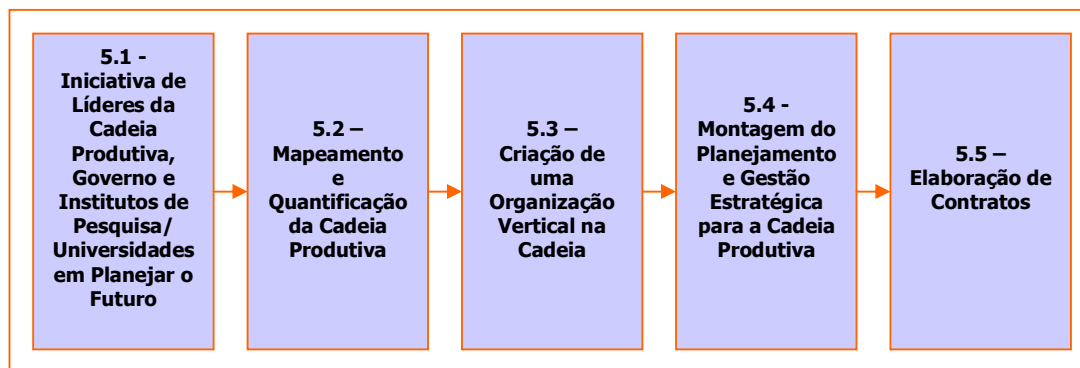 5.1 -
Iniciativa de
Líderes da
Cadeia
Produtiva,
Governo e
Institutos de
Pesquisa/
Universidades
em Planejar o
Futuro
5.2 –
Mapeamento
e
Quantificação
da Cadeia
Produtiva
5.3 –
Criação de
uma
Organização
Vertical na
Cadeia
5.4 -
Montagem do
Planejamento
e Gestão
Estratégica
para a Cadeia
Produtiva
5.5 –
Elaboração de
Contratos